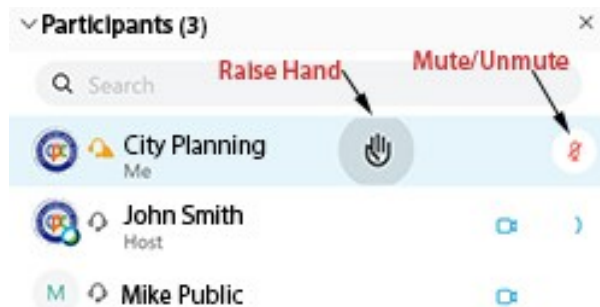 Participants (3)
Search
Raise Hand
Mute/Unmute
City Planning
Me
John Smith
Host
M
Mike Public